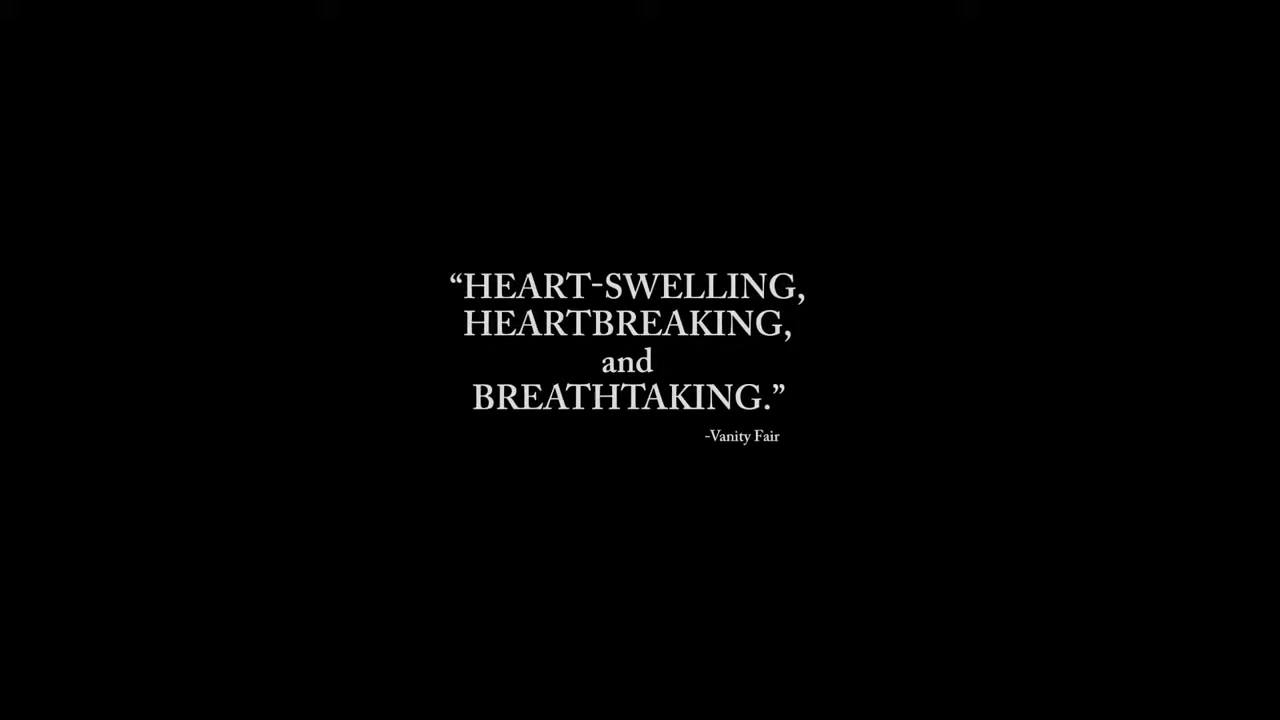 “HEART-SWELLING,
HEARTBREAKING,
and
BREATHTAKING.”
-Vanity Fair